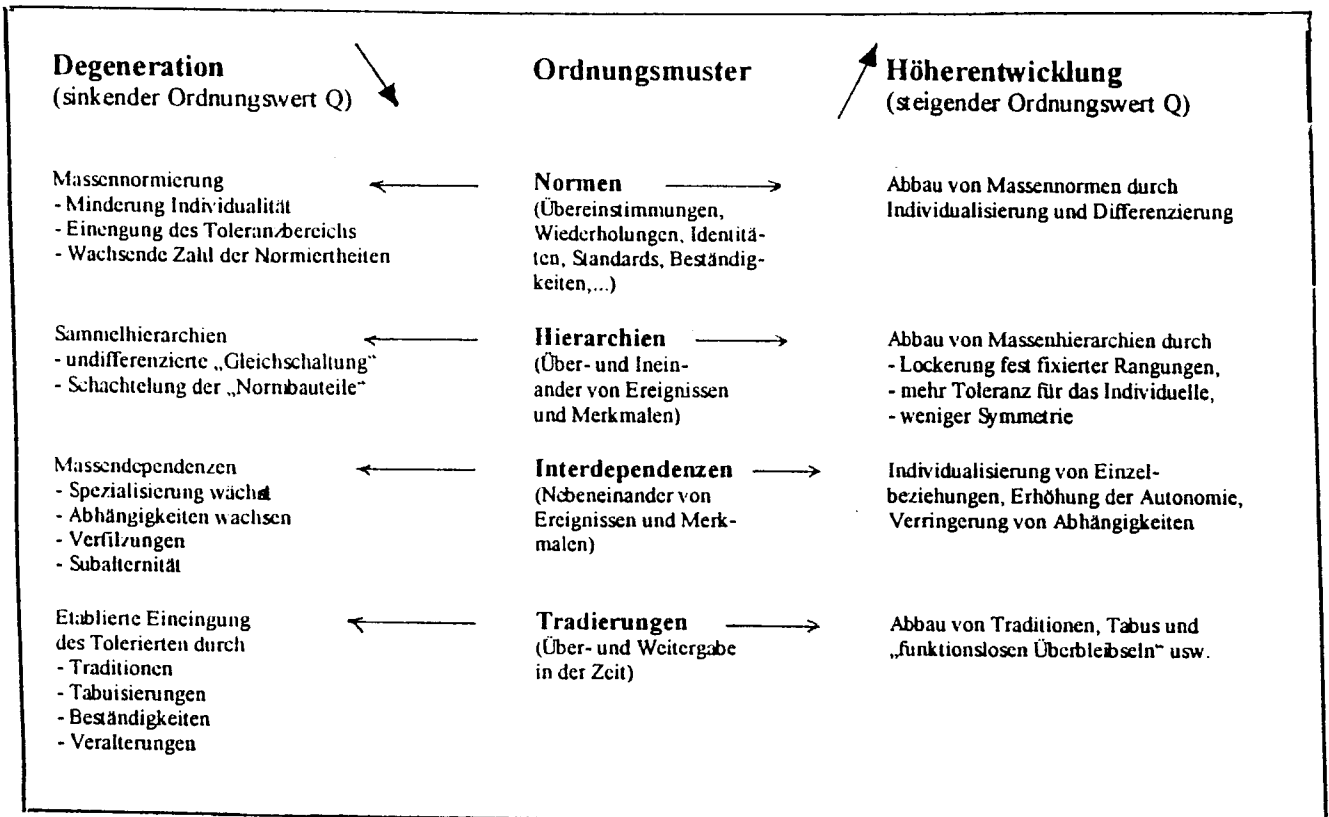 Degeneration
(sinkender Ordnungswert Q)
Ordnungsmuster
Höherentwicklung
(steigender Ordnungswert Q)
Massennormierung
- Minderung Individualität
- Einengung des Toleranzbereichs
- Wachsende Zahl der Normiertheiten
Normen
(Übereinstimmungen,
Wiederholungen, Identitä-
ten, Standards, Beständig-
keiten,...)
Abbau von Massennormen durch
Individualisierung und Differenzierung
Sammelhierarchien
- undifferenzierte „Gleichschaltung“
- Schachtelung der „Normbauteile“
Hierarchien
(Über- und Inein-
ander von Ereignissen
und Merkmalen)
Abbau von Massenhierarchien durch
- Lockerung fest fixierter Rangungen,
- mehr Toleranz für das Individuelle,
- weniger Symmetrie
Massendependenzen
- Spezialisierung wächst
- Abhängigkeiten wachsen
- Verfilzungen
- Subalternität
Interdependenzen
(Nebeneinander von
Ereignissen und Merk-
malen)
Individualisierung von Einzel-
beziehungen, Erhöhung der Autonomie,
Verringerung von Abhängigkeiten
Etablierte Eineingung
des Tolerierten durch
- Traditionen
- Tabuisierungen
- Beständigkeiten
- Veralterungen
Tradierungen
(Über- und Weitergabe
in der Zeit)
Abbau von Traditionen, Tabus und
„funktionslosen Überbleibseln“ usw.